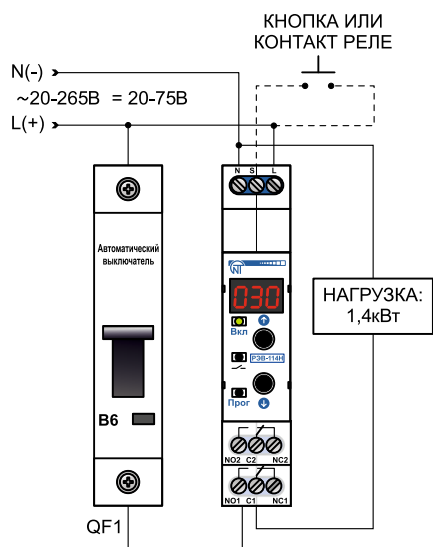 КНОПКА ИЛИ
КОНТАКТ РЕЛЕ
N(-)
~20-265В = 20-75В
L(+)
N S L
Автоматический
выключатель
NTI
030
Вкл
РЭВ-114Н
Прог
НАГРУЗКА:
1,4кВт
B6
NO2 C2 NC2
NO1 C1 NC1
QF1